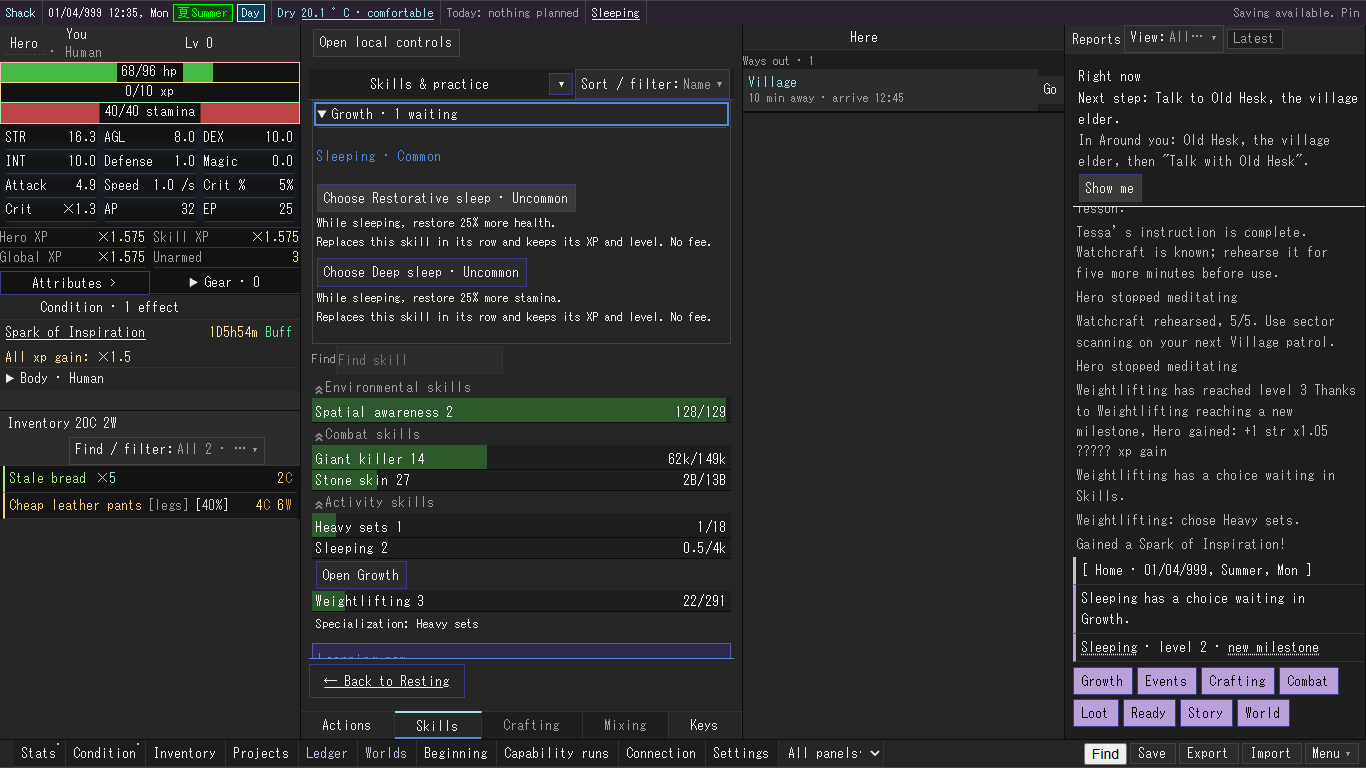 Shack 01/04/999 12:35, Mon 夏Summer Day Dry 20.1 °C · comfortable Today: nothing planned Sleeping Saving available. Pin
Hero · You Human Lv 0
68/96 hp
0/10 xp
40/40 stamina
STR 16.3 AGL 8.0 DEX 10.0
INT 10.0 Defense 1.0 Magic 0.0
Attack 4.9 Speed 1.0 /s Crit % 5%
Crit ×1.3 AP 32 EP 25
Hero XP ×1.575 Skill XP ×1.575
Global XP ×1.575 Unarmed 3
Attributes > ▶ Gear · 0
Condition · 1 effect
Spark of Inspiration 1D5h54m Buff
All xp gain: ×1.5
▶ Body · Human
Inventory 20C 2W
Find / filter: All 2 · ⋯ ▾
Stale bread ×5 2C
Cheap leather pants [legs] [40%] 4C 6W
Open local controls
Skills & practice ▾ Sort / filter: Name ▾
▼ Growth · 1 waiting
Sleeping · Common
Choose Restorative sleep · Uncommon
While sleeping, restore 25% more health.
Replaces this skill in its row and keeps its XP and level. No fee.
Choose Deep sleep · Uncommon
While sleeping, restore 25% more stamina.
Replaces this skill in its row and keeps its XP and level. No fee.
Find Find skill
Environmental skills
Spatial awareness 2 128/129
Combat skills
Giant killer 14 62k/149k
Stone skin 27 2B/13B
Activity skills
Heavy sets 1 1/18
Sleeping 2 0.5/4k
Open Growth
Weightlifting 3 22/291
Specialization: Heavy sets
← Back to Resting
Actions Skills Crafting Mixing Keys
Here
Ways out · 1
Village
10 min away · arrive 12:45
Go
Reports View: All⋯ ▾ Latest
Right now
Next step: Talk to Old Hesk, the village
elder.
In Around you: Old Hesk, the village
elder, then "Talk with Old Hesk".
Show me
lesson.
Tessa's instruction is complete.
Watchcraft is known; rehearse it for
five more minutes before use.
Hero stopped meditating
Watchcraft rehearsed, 5/5. Use sector
scanning on your next Village patrol.
Hero stopped meditating
Weightlifting has reached level 3 Thanks
to Weightlifting reaching a new
milestone, Hero gained: +1 str x1.05
????? xp gain
Weightlifting has a choice waiting in
Skills.
Weightlifting: chose Heavy sets.
Gained a Spark of Inspiration!
[ Home · 01/04/999, Summer, Mon ]
Sleeping has a choice waiting in
Growth.
Sleeping · level 2 · new milestone
Growth Events Crafting Combat
Loot Ready Story World
Stats Condition Inventory Projects Ledger Worlds Beginning Capability runs Connection Settings All panels· Find Save Export Import Menu ▾